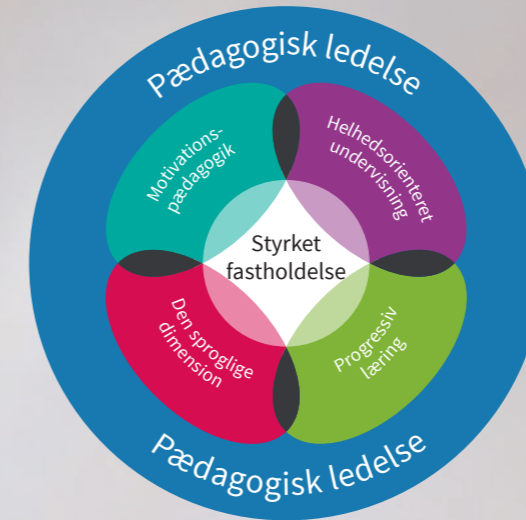 Pædagogisk ledelse
Motivations-
pædagogik
Helhedsorienteret
undervisning
Styrket
fastholdelse
Den sproglige
dimension
Progressiv
læring
Pædagogisk ledelse